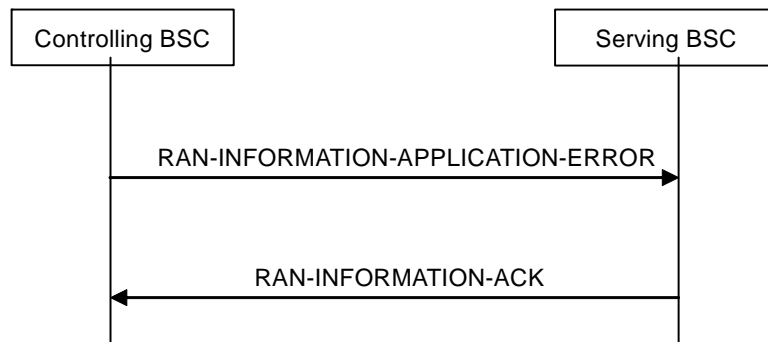 Controlling BSC
Serving BSC
RAN-INFORMATION-APPLICATION-ERROR
RAN-INFORMATION-ACK